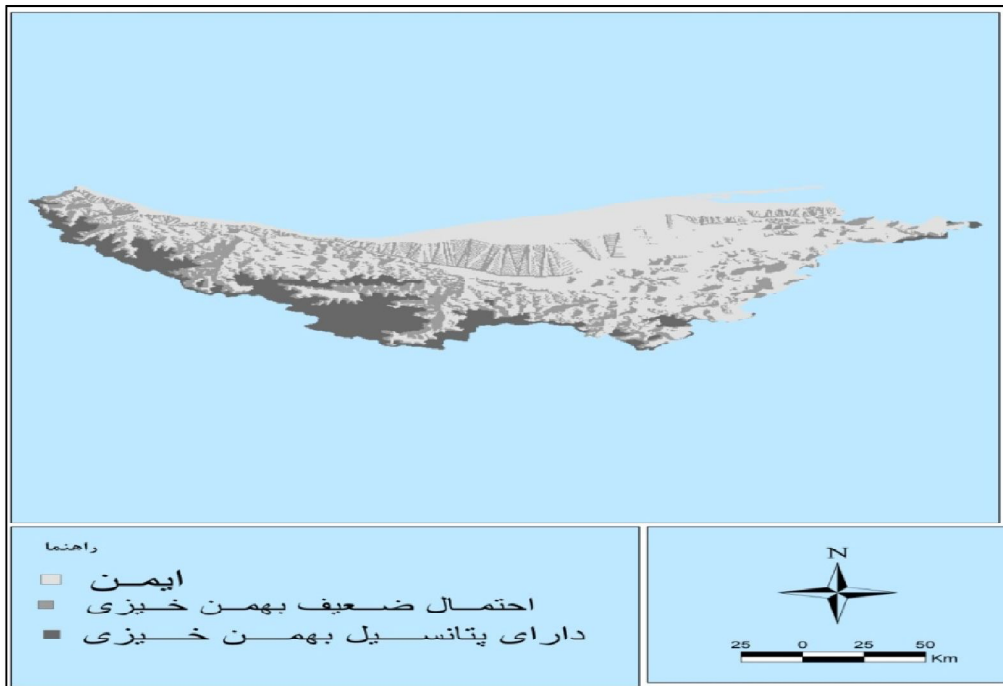 راهنما
ایمن
احتمال ضعیف بهمن خیزی
دارای پتانسیل بهمن خیزی
N
25 0 25 50
Km